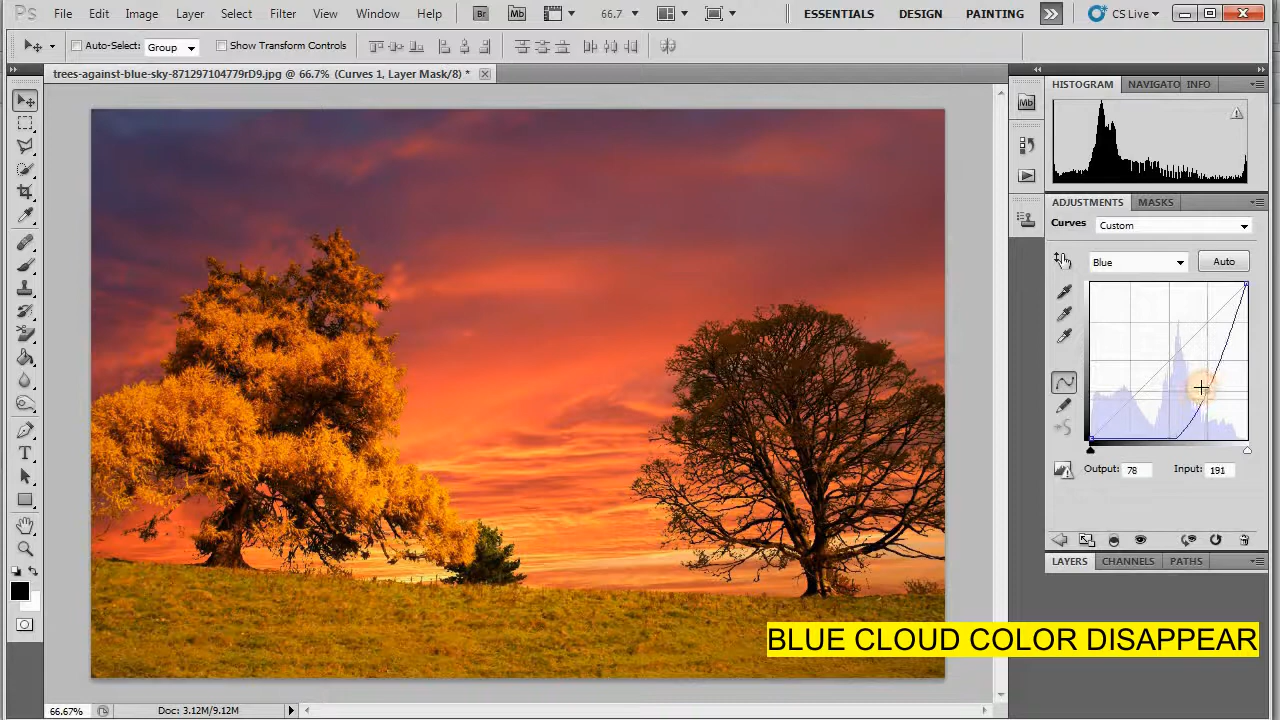 Ps File Edit Image Layer Select Filter View Window Help Br Mb 66.7 ESSENTIALS DESIGN PAINTING CS Live
Auto-Select: Group Show Transform Controls
trees-against-blue-sky-871297104779rD9.jpg @ 66.7% (Curves 1, Layer Mask/8) *
HISTOGRAM NAVIGATO INFO
Mb
ADJUSTMENTS MASKS
Curves Custom
Blue Auto
Output: 78 Input: 191
T
LAYERS CHANNELS PATHS
BLUE CLOUD COLOR DISAPPEAR
66.67% Doc: 3.12M/9.12M